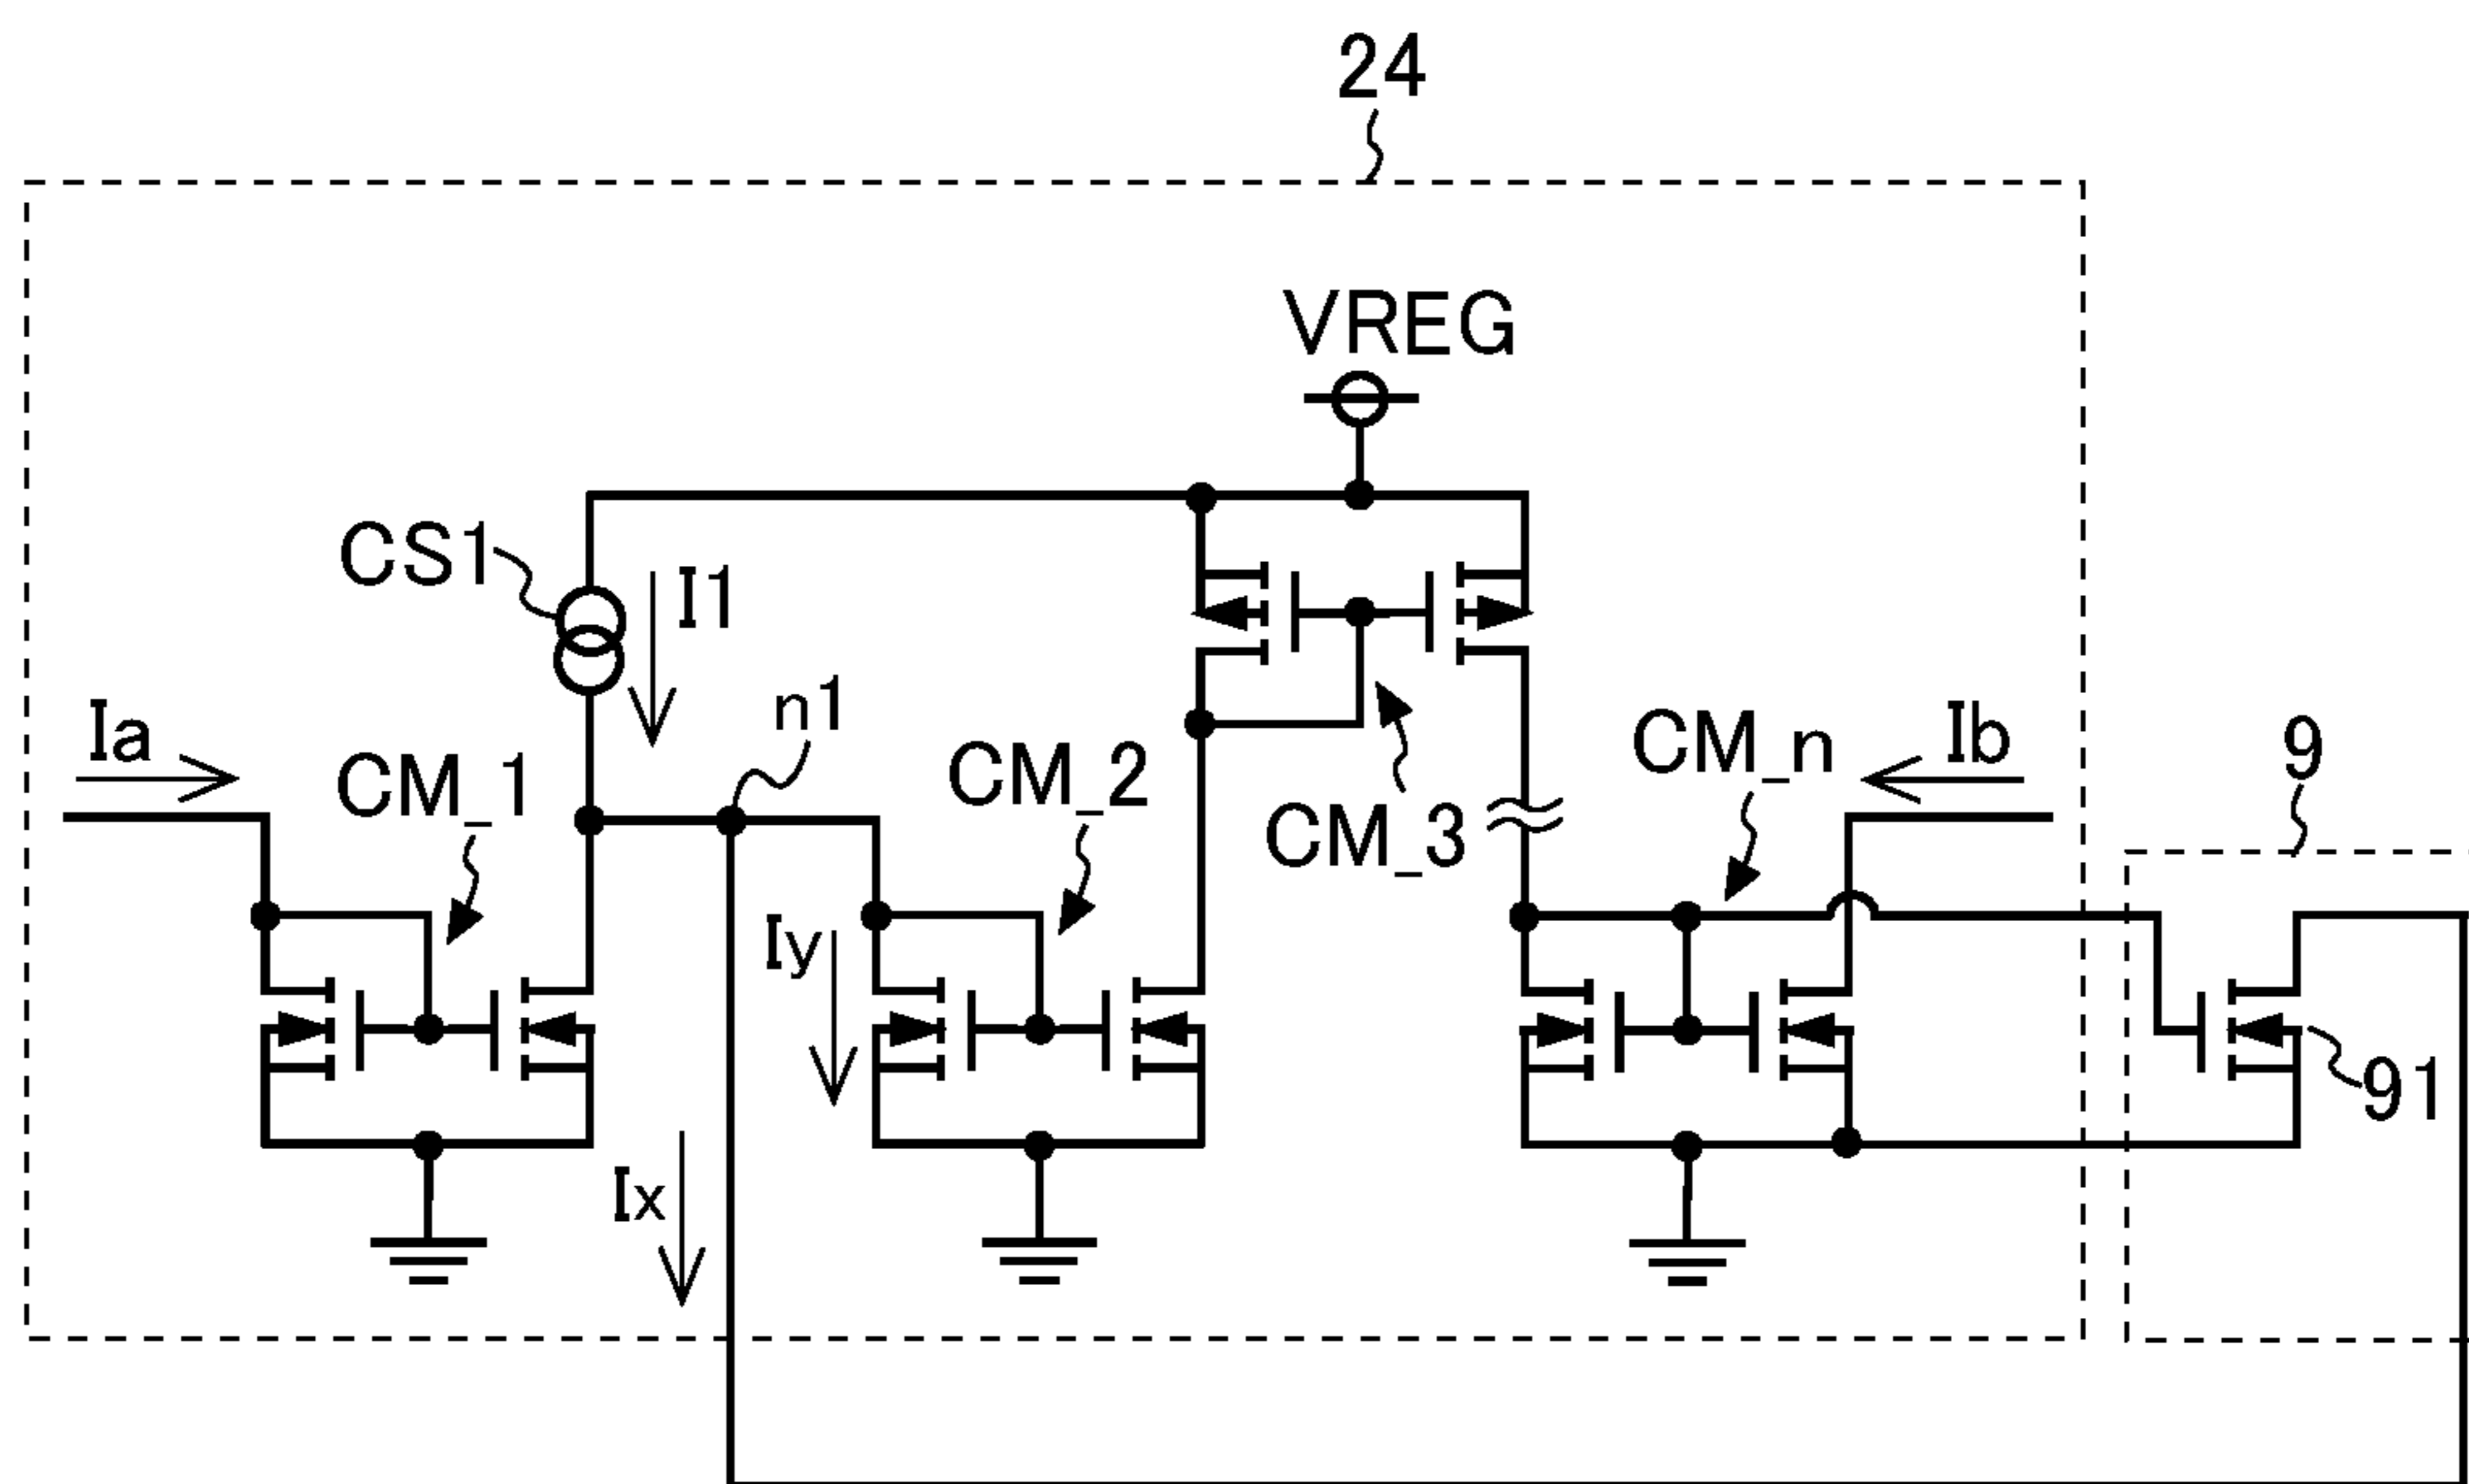 24
VREG
CS1
I1
n1
Ia
CM_1
CM_2
CM_3
CM_n
Ib
9
Iy
91
Ix